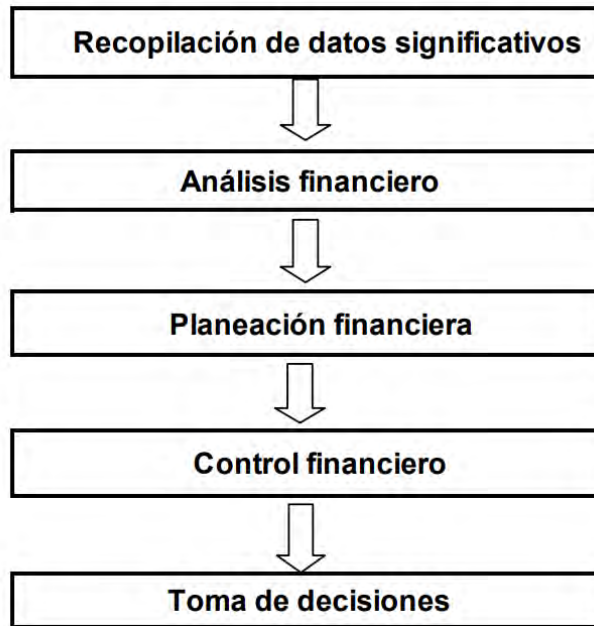 Recopilación de datos significativos
Análisis financiero
Planeación financiera
Control financiero
Toma de decisiones